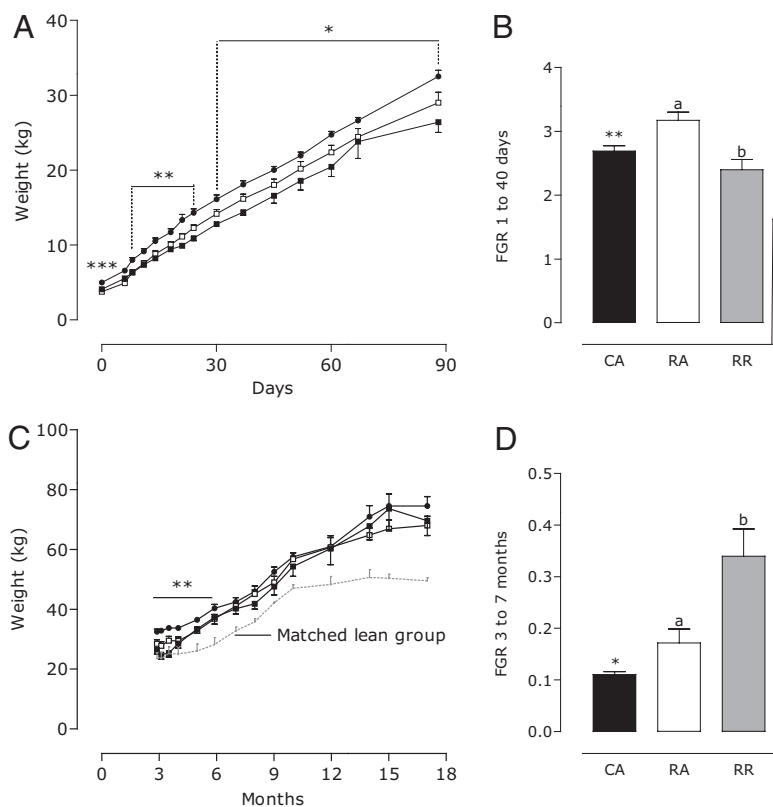 A
Weight (kg)
40
30
20
10
0
***
**
*
0 30 60 90
Days
B
FGR 1 to 40 days
4
3
2
1
0
**
a
b
CA RA RR
C
Weight (kg)
100
80
60
40
20
0
**
Matched lean group
0 3 6 9 12 15 18
Months
D
FGR 3 to 7 months
0.5
0.4
0.3
0.2
0.1
0.0
*
a
b
CA RA RR